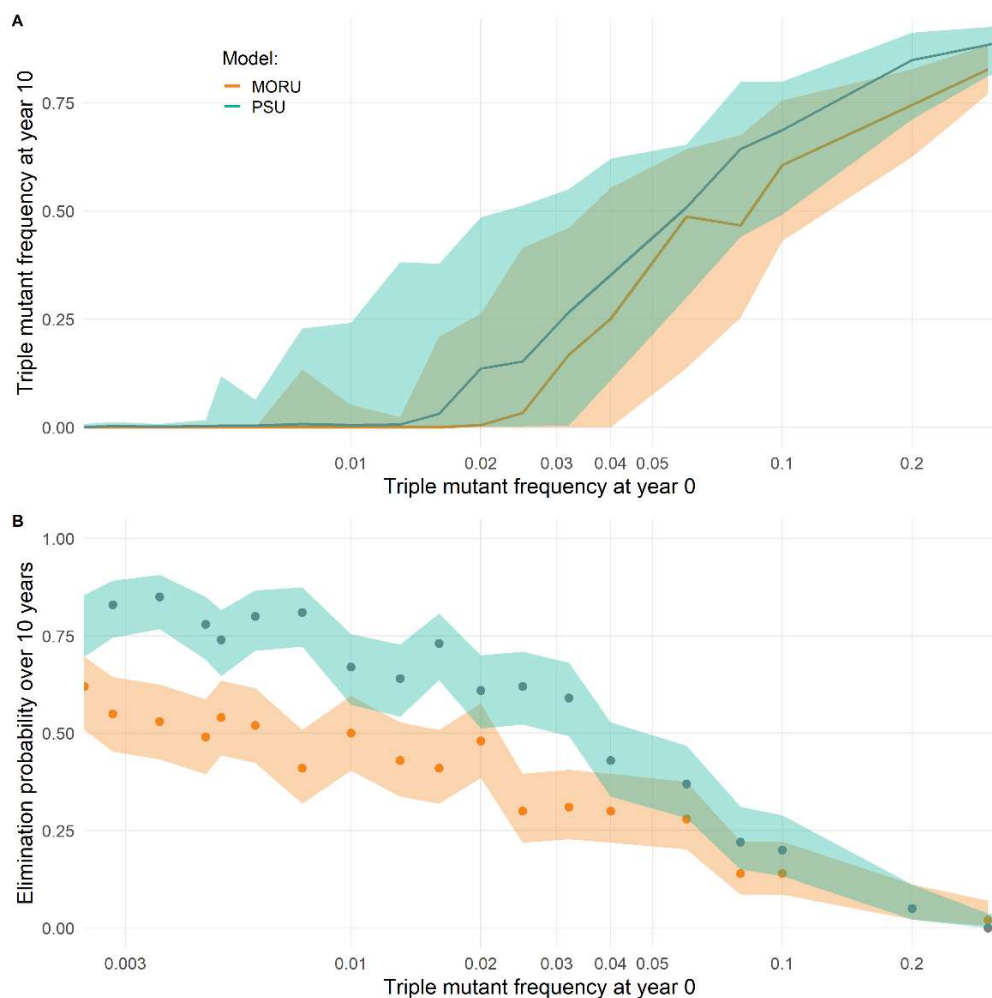 A
Triple mutant frequency at year 10
Model:
MORU
PSU
0.75
0.50
0.25
0.00
0.01 0.02 0.03 0.04 0.05 0.1 0.2
Triple mutant frequency at year 0
B
Elimination probability over 10 years
1.00
0.75
0.50
0.25
0.00
0.003 0.01 0.02 0.03 0.04 0.05 0.1 0.2
Triple mutant frequency at year 0